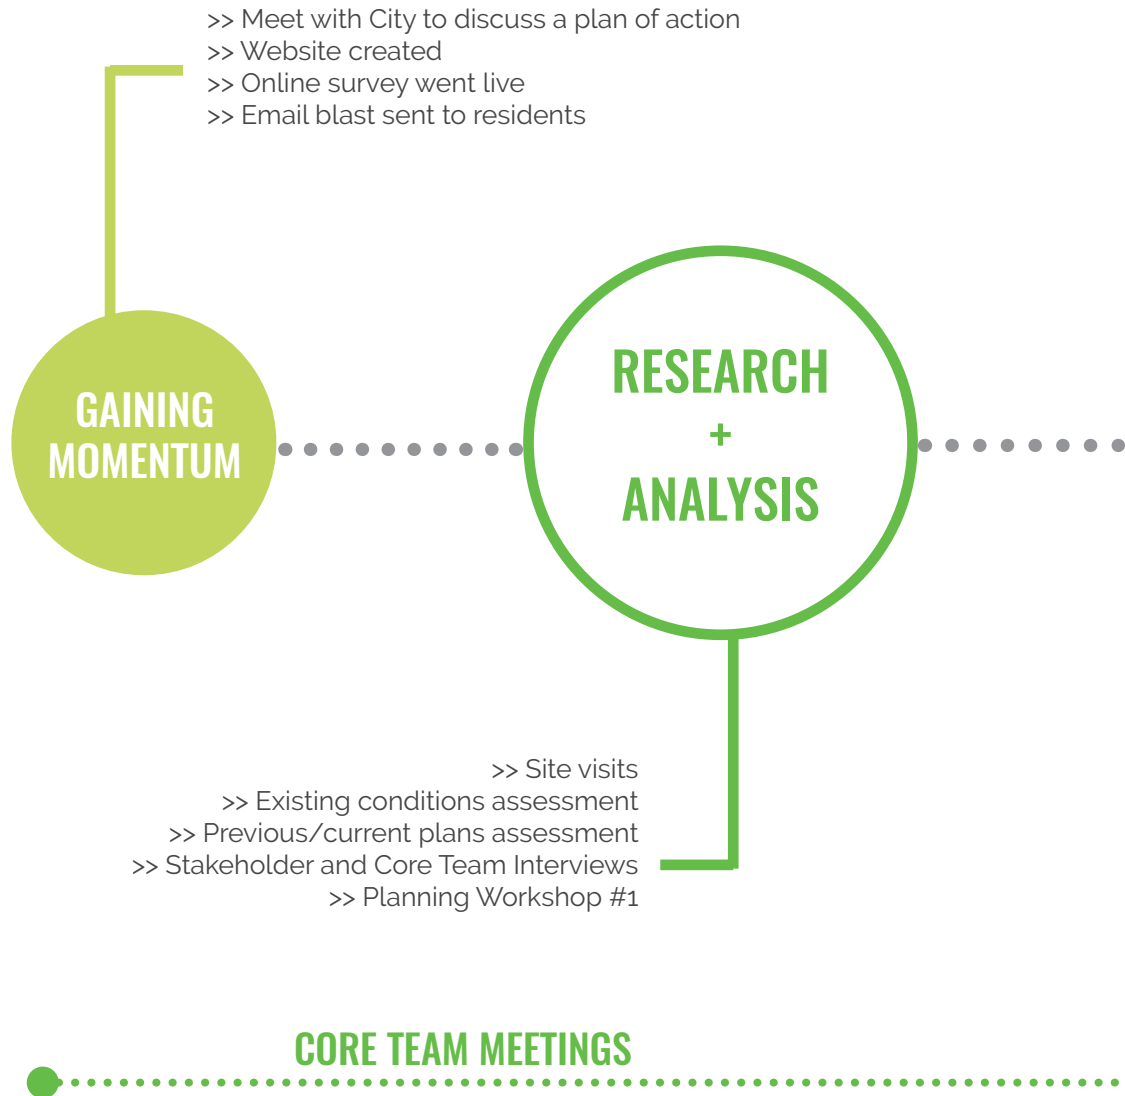 >> Meet with City to discuss a plan of action
>> Website created
>> Online survey went live
>> Email blast sent to residents
GAINING
MOMENTUM
RESEARCH
+
ANALYSIS
>> Site visits
>> Existing conditions assessment
>> Previous/current plans assessment
>> Stakeholder and Core Team Interviews
>> Planning Workshop #1
CORE TEAM MEETINGS